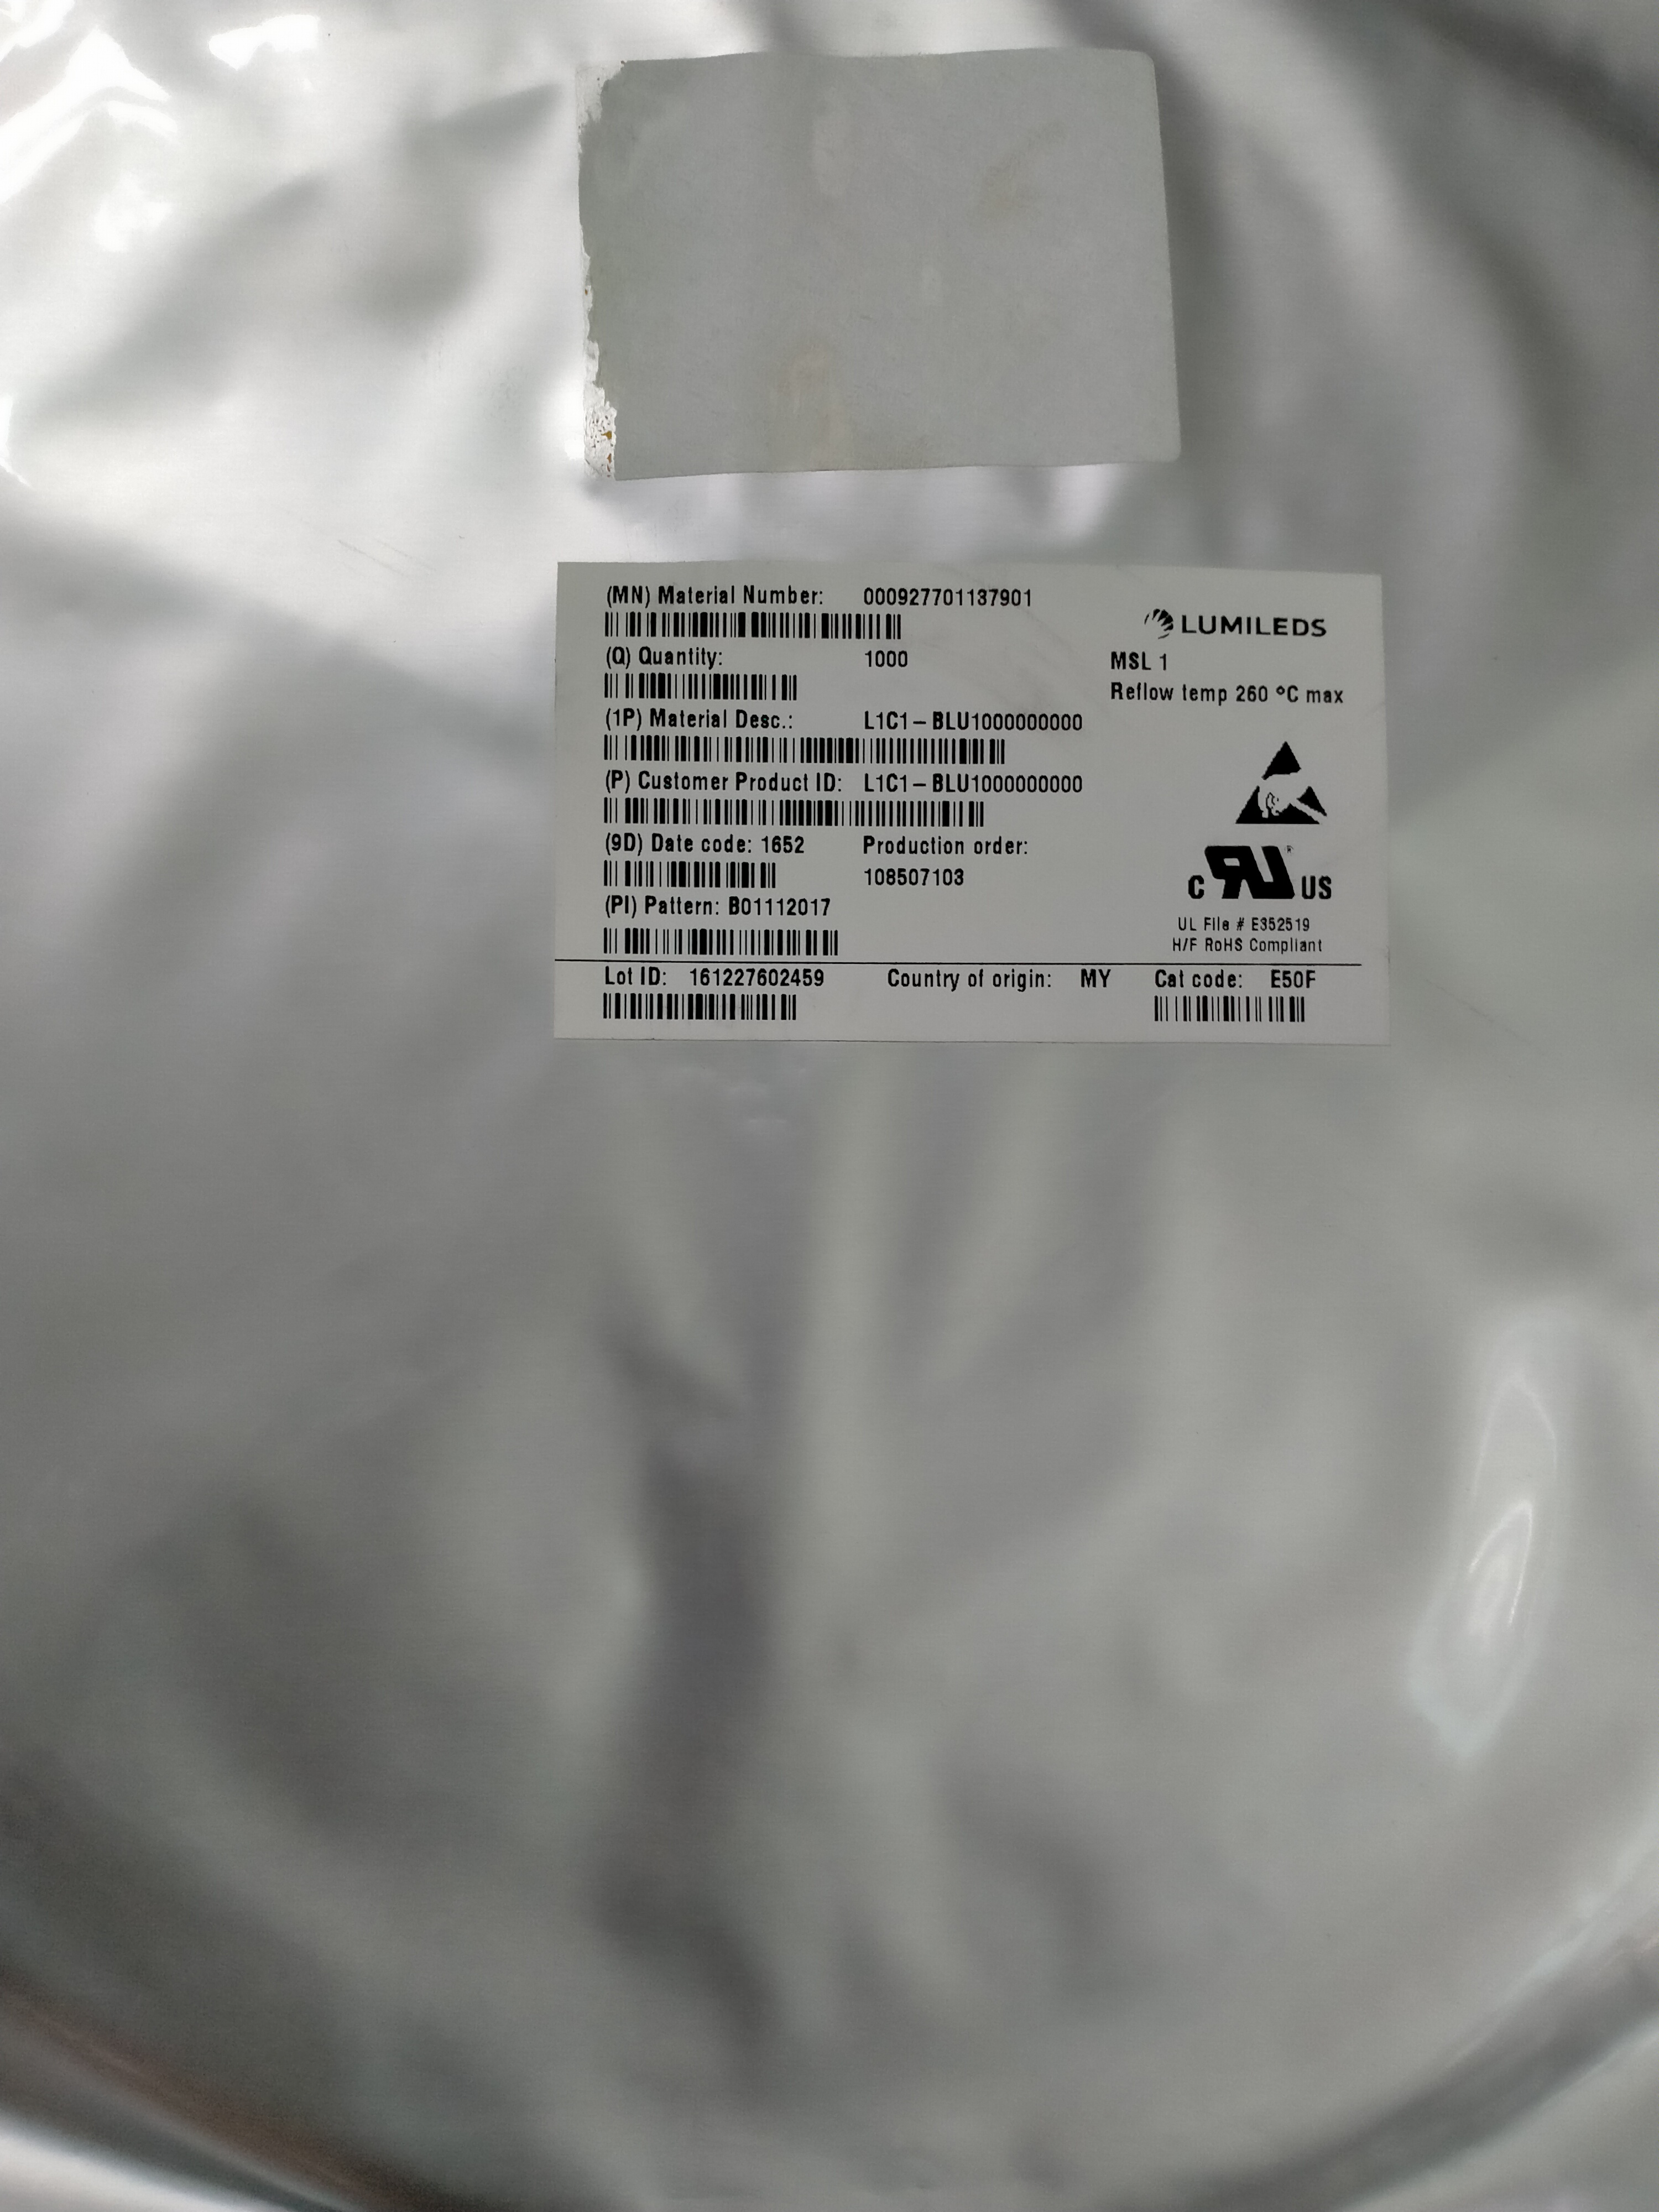 (MN) Material Number: 000927701137901
LUMILEDS
(Q) Quantity: 1000
MSL 1
Reflow temp 260 ºC max
(1P) Material Desc.: L1C1-BLU1000000000
(P) Customer Product ID: L1C1-BLU1000000000
(9D) Date code: 1652 Production order:
108507103
(PI) Pattern: B01112017
C RU ® US
UL File # E352519
H/F RoHS Compliant
Lot ID: 161227602459 Country of origin: MY Cat code: E50F